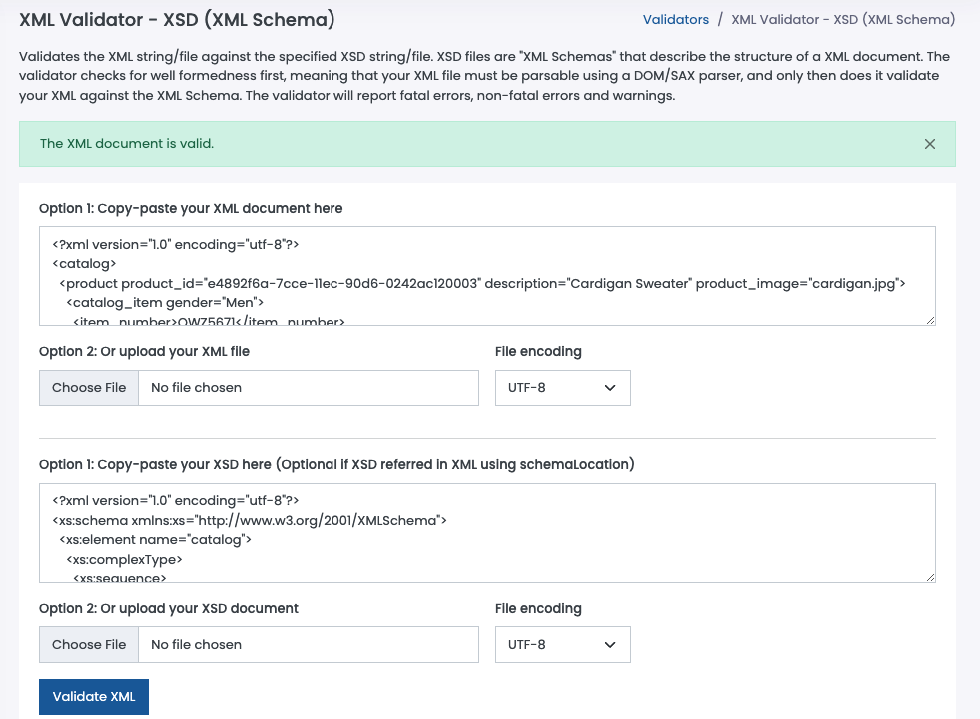 XML Validator - XSD (XML Schema)
Validators / XML Validator - XSD (XML Schema)
Validates the XML string/file against the specified XSD string/file. XSD files are "XML Schemas" that describe the structure of a XML document. The
validator checks for well formedness first, meaning that your XML file must be parsable using a DOM/SAX parser, and only then does it validate
your XML against the XML Schema. The validator will report fatal errors, non-fatal errors and warnings.
The XML document is valid.
Option 1: Copy-paste your XML document here
<?xml version="1.0" encoding="utf-8"?>
<catalog>
<product product_id="e4892f6a-7cce-11ec-90d6-0242ac120003" description="Cardigan Sweater" product_image="cardigan.jpg">
<catalog_item gender="Men">
<item_number>QWZ5671</item_number>
Option 2: Or upload your XML file
File encoding
Choose File No file chosen
UTF-8
Option 1: Copy-paste your XSD here (Optional if XSD referred in XML using schemaLocation)
<?xml version="1.0" encoding="utf-8"?>
<xs:schema xmlns:xs="http://www.w3.org/2001/XMLSchema">
<xs:element name="catalog">
<xs:complexType>
<xs:sequence>
Option 2: Or upload your XSD document
File encoding
Choose File No file chosen
UTF-8
Validate XML